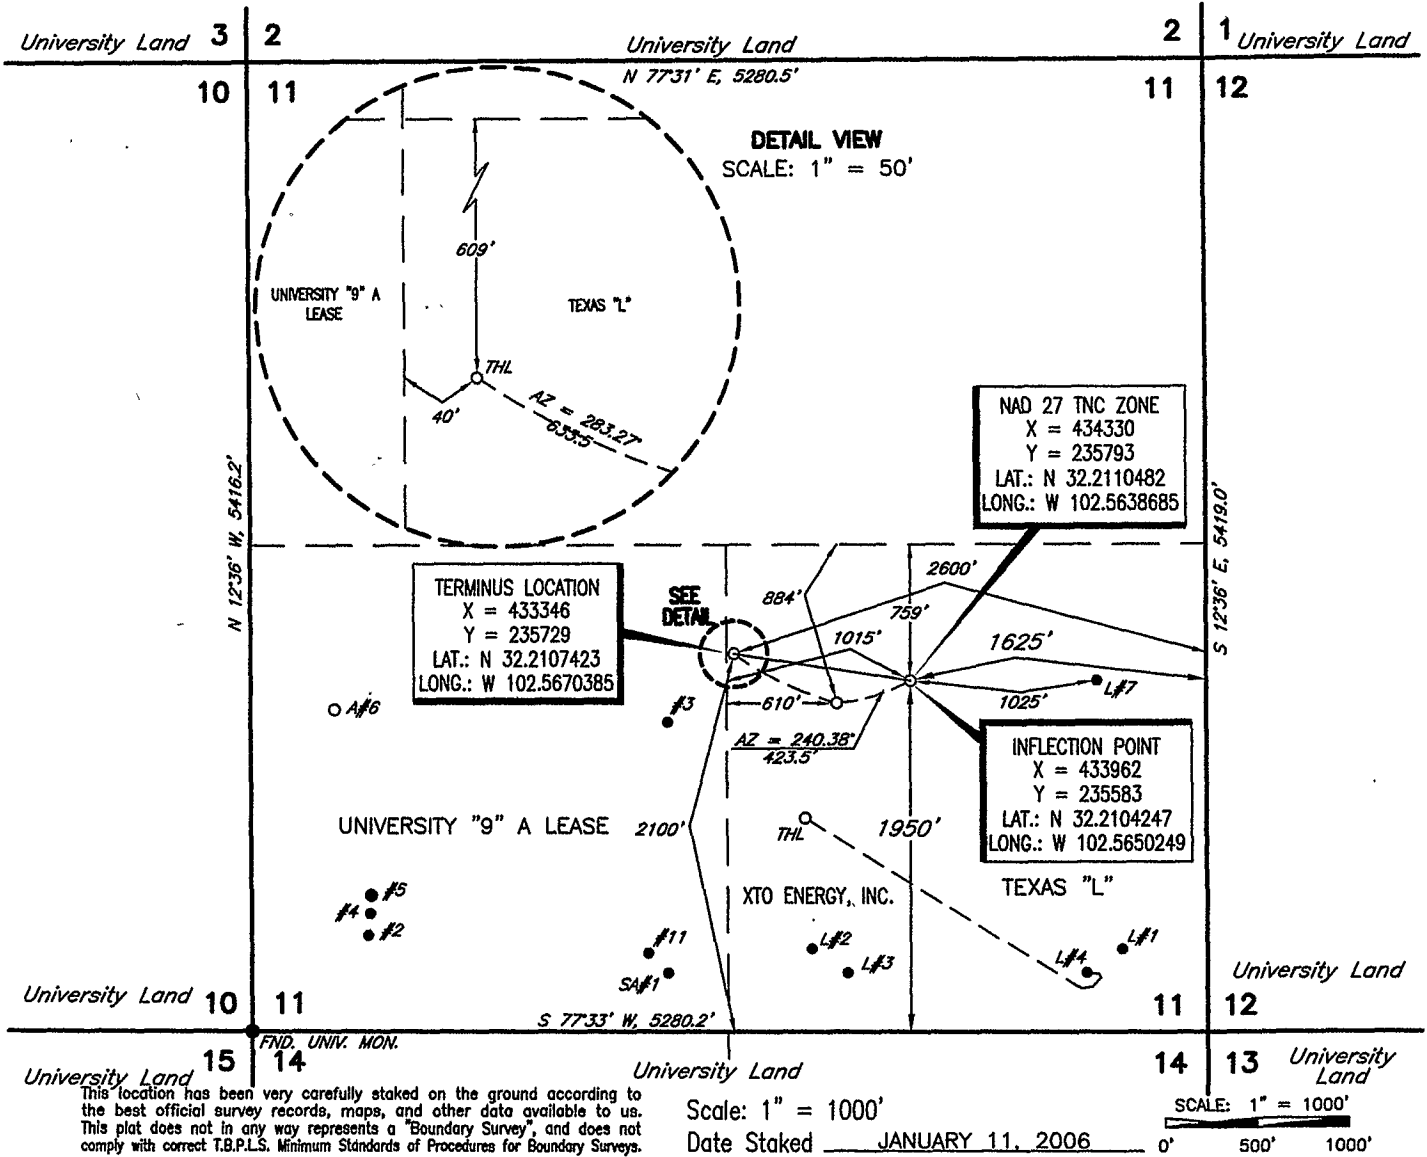 University Land 3 2
University Land
2 1 University Land
N 77°31' E, 5280.5'
10 11
11 12
DETAIL VIEW
SCALE: 1" = 50'
609'
UNIVERSITY "9" A
LEASE
TEXAS "L"
THL
40'
AZ = 283.27°
633.5'
NAD 27 TNC ZONE
X = 434330
Y = 235793
LAT.: N 32.2110482
LONG.: W 102.5638685
N 12°36' W, 5416.2'
S 12°36' E, 5419.0'
TERMINUS LOCATION
X = 433346
Y = 235729
LAT.: N 32.2107423
LONG.: W 102.5670385
SEE
DETAIL
884'
759'
2600'
1015'
1625'
1025'
L#7
610'
A#6
#3
AZ = 240.38°
423.5'
INFLECTION POINT
X = 433962
Y = 235583
LAT.: N 32.2104247
LONG.: W 102.5650249
UNIVERSITY "9" A LEASE
2100'
THL
1950'
XTO ENERGY, INC.
TEXAS "L"
#5
#4
#2
#11
SA#1
L#2
L#3
L#4
L#1
University Land 10 11
11 12 University Land
S 77°33' W, 5280.2'
FND. UNIV. MON.
University Land 15 14
University Land
14 13 University
Land
This location has been very carefully staked on the ground according to
the best official survey records, maps, and other data available to us.
This plat does not in any way represents a "Boundary Survey", and does not
comply with correct T.B.P.L.S. Minimum Standards of Procedures for Boundary Surveys.
Scale: 1" = 1000'
Date Staked JANUARY 11, 2006
SCALE: 1" = 1000'
0' 500' 1000'